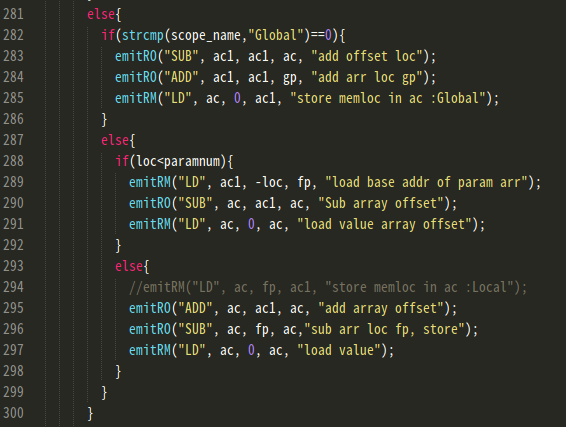 281 else{
282 if(strcmp(scope_name,"Global")==0){
283 emitRO("SUB", ac1, ac1, ac, "add offset loc");
284 emitRO("ADD", ac1, ac1, gp, "add arr loc gp");
285 emitRM("LD", ac, 0, ac1, "store memloc in ac :Global");
286 }
287 else{
288 if(loc<paramnum){
289 emitRM("LD", ac1, -loc, fp, "load base addr of param arr");
290 emitRO("SUB", ac, ac1, ac, "Sub array offset");
291 emitRM("LD", ac, 0, ac, "load value array offset");
292 }
293 else{
294 //emitRM("LD", ac, fp, ac1, "store memloc in ac :Local");
295 emitRO("ADD", ac, ac1, ac, "add array offset");
296 emitRO("SUB", ac, fp, ac,"sub arr loc fp, store");
297 emitRM("LD", ac, 0, ac, "load value");
298 }
299 }
300 }